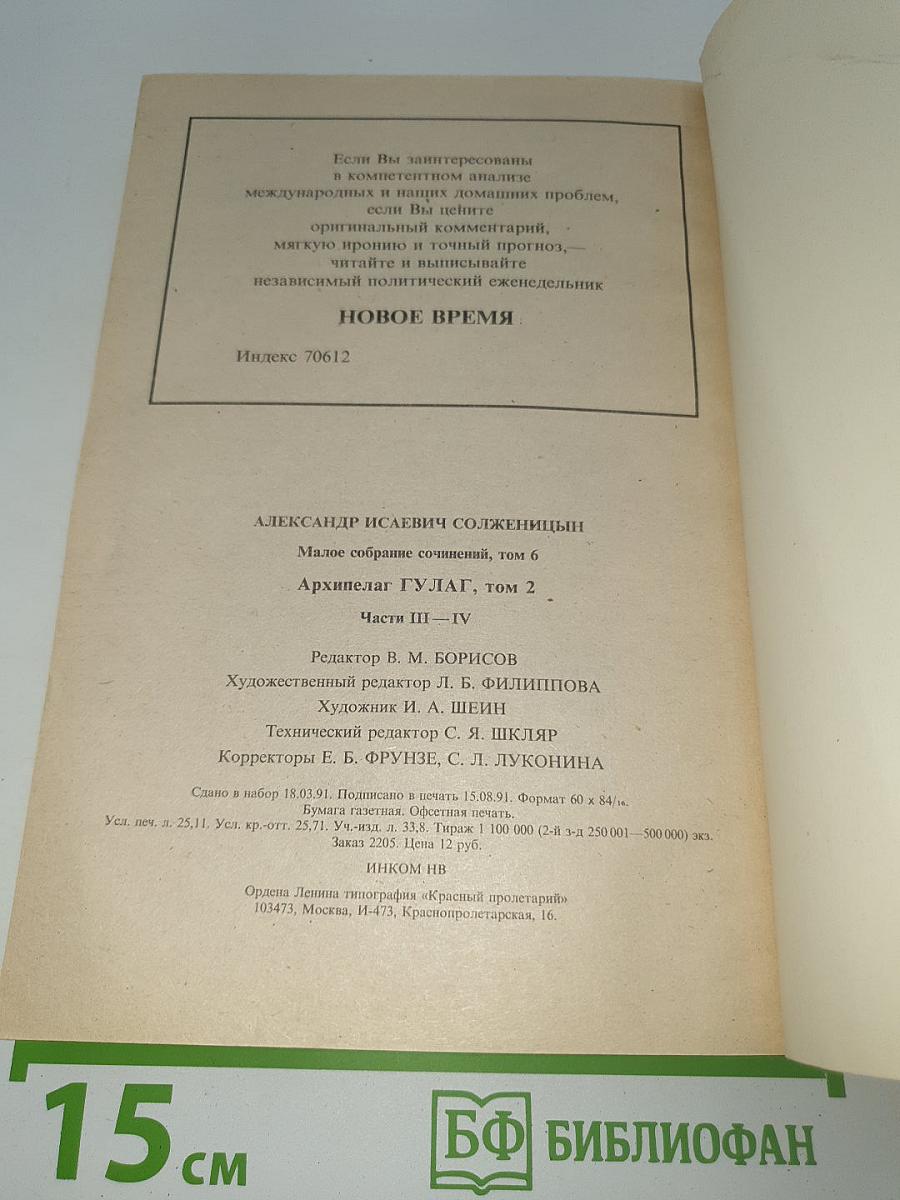 Если Вы заинтересованы
в компетентном анализе
международных и наших домашних проблем,
если Вы цените
оригинальный комментарий,
мягкую иронию и точный прогноз,—
читайте и выписывайте
независимый политический еженедельник
НОВОЕ ВРЕМЯ
Индекс 70612
АЛЕКСАНДР ИСАЕВИЧ СОЛЖЕНИЦЫН
Малое собрание сочинений, том 6
Архипелаг ГУЛАГ, том 2
Части III—IV
Редактор В. М. БОРИСОВ
Художественный редактор Л. Б. ФИЛИППОВА
Художник И. А. ШЕИН
Технический редактор С. Я. ШКЛЯР
Корректоры Е. Б. ФРУНЗЕ, С. Л. ЛУКОНИНА
Сдано в набор 18.03.91. Подписано в печать 15.08.91. Формат 60 x 84/16.
Бумага газетная. Офсетная печать.
Усл. печ. л. 25,11. Усл. кр.-отт. 25,71. Уч.-изд. л. 33,8. Тираж 1 100 000 (2-й з-д 250 001—500 000) экз.
Заказ 2205. Цена 12 руб.
ИНКОМ НВ
Ордена Ленина типография «Красный пролетарий»
103473, Москва, И-473, Краснопролетарская, 16.
15 см
БФ БИБЛИОФАН